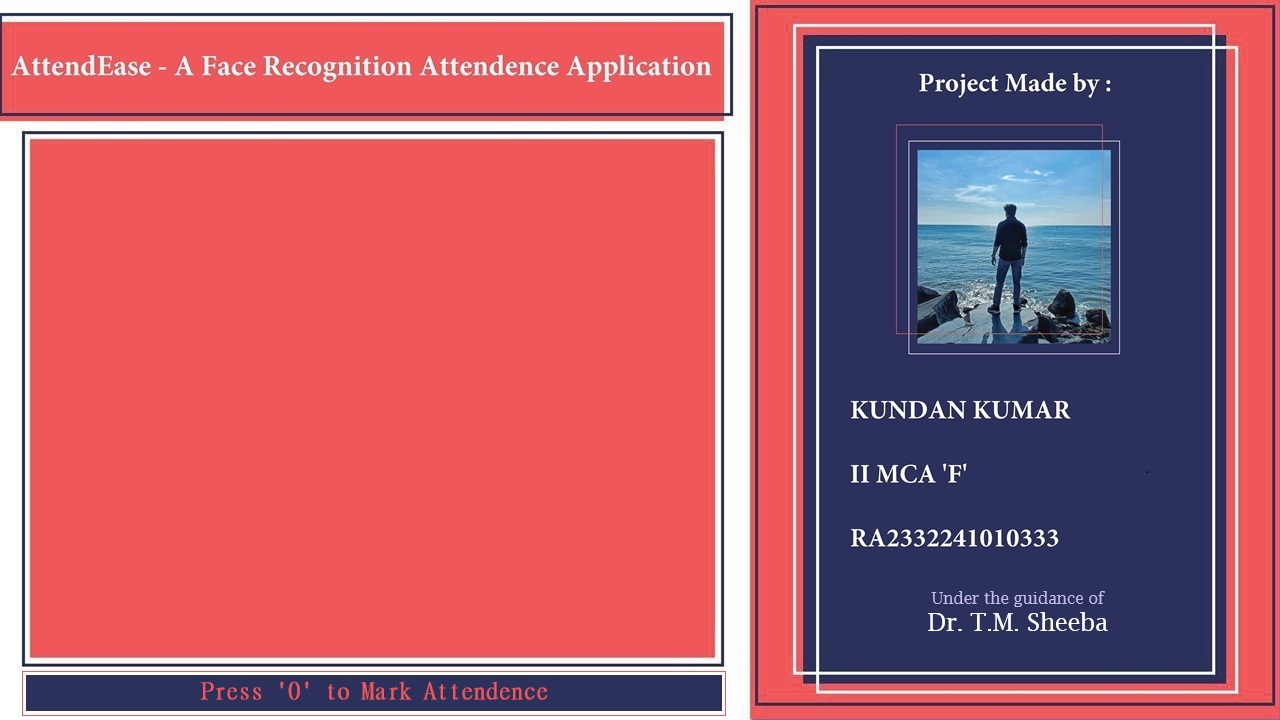 AttendEase - A Face Recognition Attendence Application
Press 'O' to Mark Attendence
Project Made by :
KUNDAN KUMAR
II MCA 'F'
RA2332241010333
Under the guidance of
Dr. T.M. Sheeba